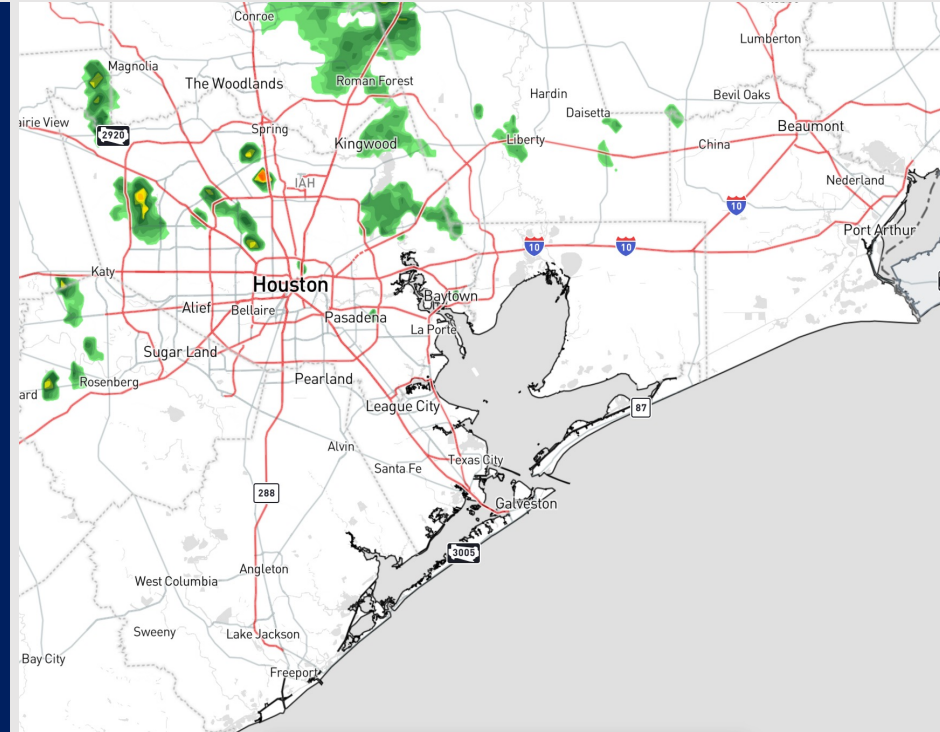 Conroe
Lumberton
Magnolia
The Woodlands
Roman Forest
Hardin
Bevil Oaks
Daisetta
airie View
2920
Spring
Kingwood
Liberty
China
Beaumont
IAH
Nederland
10
Port Arthur
10
10
Katy
Houston
Baytown
Alief
Bellaire
Pasadena
La Porte
Sugar Land
Rosenberg
Pearland
ard
League City
87
Alvin
Santa Fe
Texas City
288
Galveston
3005
Angleton
West Columbia
Sweeny
Lake Jackson
Bay City
Freeport